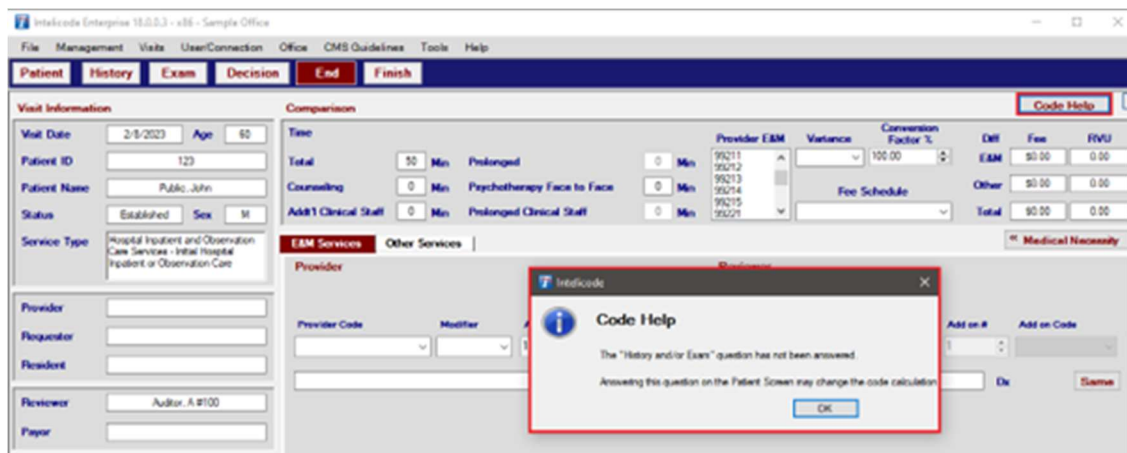 Intelicode Enterprise 18.0.0.3 - x86 - Sample Office
File Management Visits User/Connection Office CMS Guidelines Tools Help
Patient History Exam Decision End Finish
Visit Information
Visit Date 2/8/2023 Age 60
Patient ID 123
Patient Name Public, John
Status Established Sex M
Service Type Hospital Inpatient and Observation
Care Services - Initial Hospital
Inpatient or Observation Care
Provider
Requester
Resident
Reviewer Auditor, A #100
Payor
Comparison
Code Help
Time
Total 50 Min Prolonged 0 Min
Counseling 0 Min Psychotherapy Face to Face 0 Min
Addt'l Clinical Staff 0 Min Prolonged Clinical Staff 0 Min
Provider E&M
99211
99212
99213
99214
99215
99221
Variance
Conversion
Factor %
100.00
Fee Schedule
Diff Fee RVU
E&M $0.00 0.00
Other $0.00 0.00
Total $0.00 0.00
E&M Services Other Services
Medical Necessity
Provider
Reviewer
Provider Code Modifier
Add on # Add on Code
1
Dx Same
Intelicode
Code Help
The "History and/or Exam" question has not been answered.
Answering this question on the Patient Screen may change the code calculation
OK